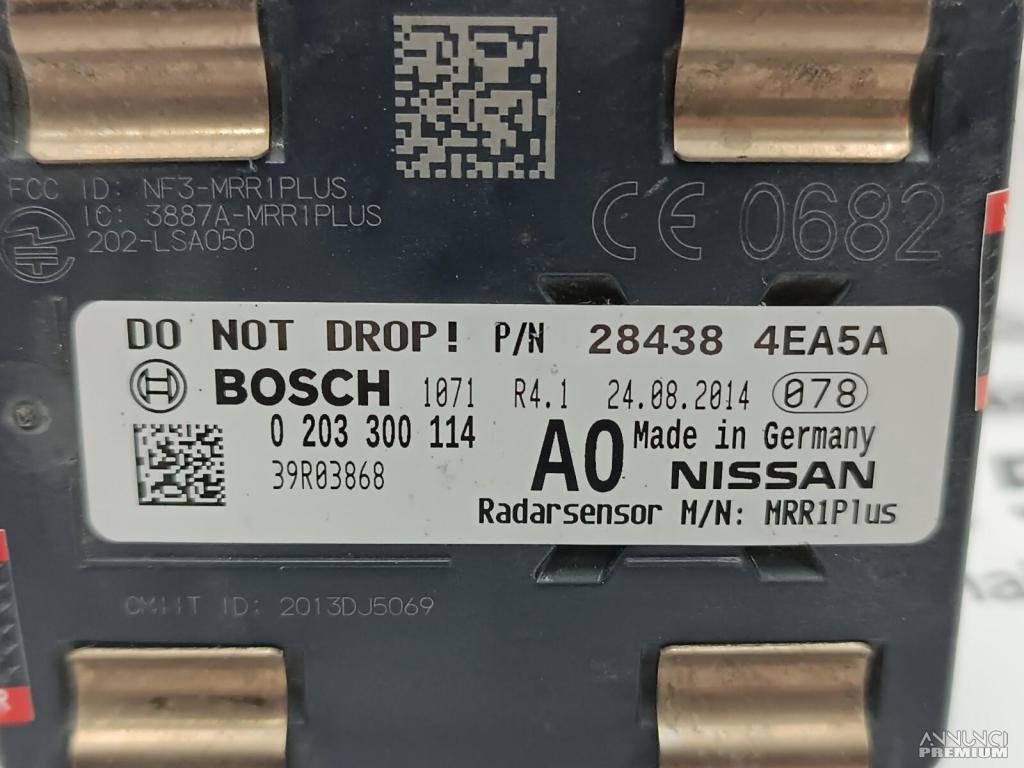 FCC ID: NF3-MRR1PLUS
IC: 3887A-MRR1PLUS
202-LSA050
CE 0682
DO NOT DROP! P/N 28438 4EA5A
BOSCH 1071 R4.1 24.08.2014 078
0 203 300 114 A0 Made in Germany
39R03868 NISSAN
Radarsensor M/N: MRR1Plus
CMIIT ID: 2013DJ5069
ANNUNCI
PREMIUM